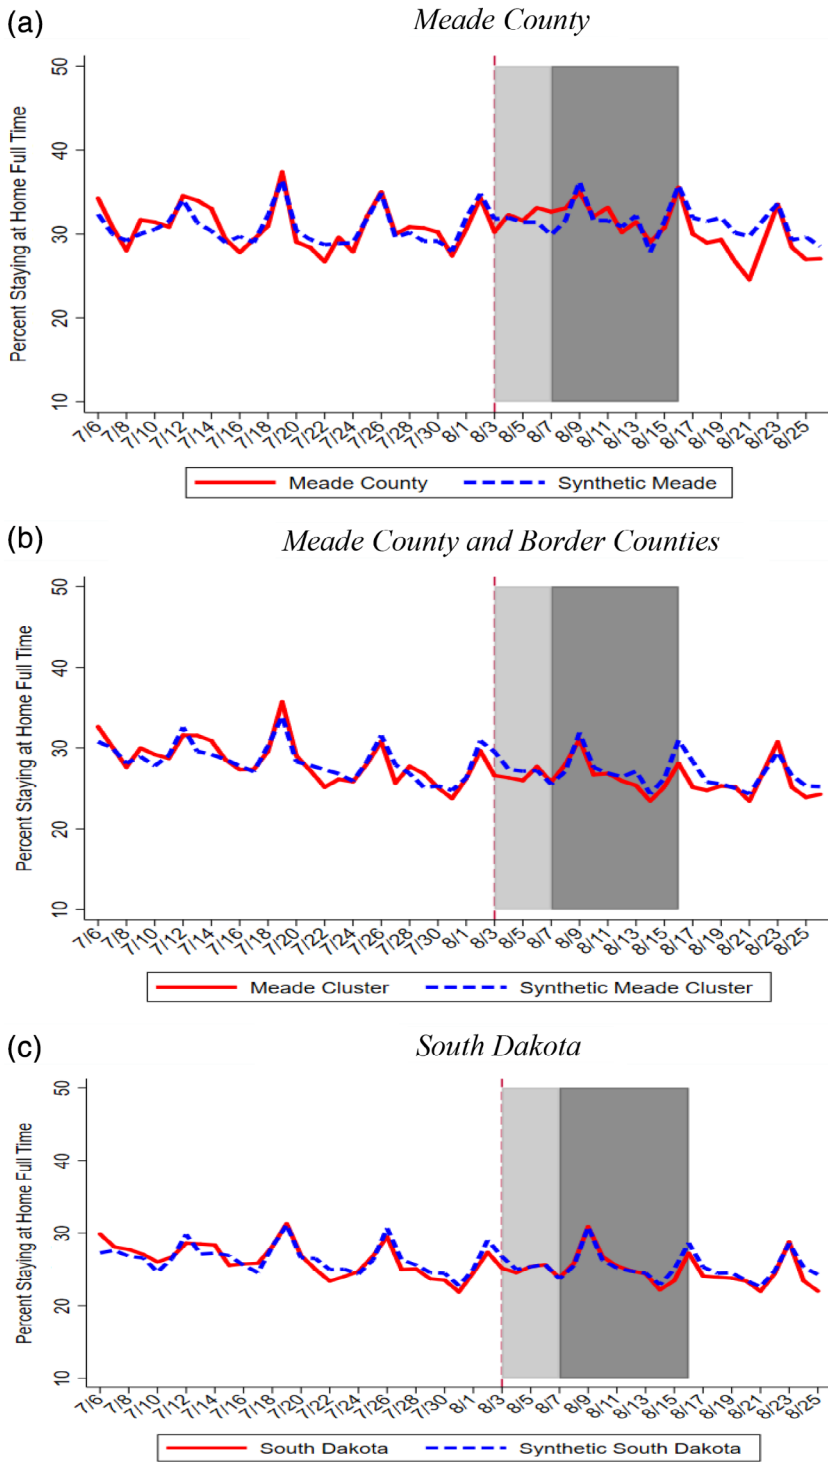 (a)
Meade County
Percent Staying at Home Full Time
50
40
30
20
10
7/6 7/8 7/10 7/12 7/14 7/16 7/18 7/20 7/22 7/24 7/26 7/28 7/30 8/1 8/3 8/5 8/7 8/9 8/11 8/13 8/15 8/17 8/19 8/21 8/23 8/25
Meade County Synthetic Meade
(b)
Meade County and Border Counties
Percent Staying at Home Full Time
50
40
30
20
10
7/6 7/8 7/10 7/12 7/14 7/16 7/18 7/20 7/22 7/24 7/26 7/28 7/30 8/1 8/3 8/5 8/7 8/9 8/11 8/13 8/15 8/17 8/19 8/21 8/23 8/25
Meade Cluster Synthetic Meade Cluster
(c)
South Dakota
Percent Staying at Home Full Time
50
40
30
20
10
7/6 7/8 7/10 7/12 7/14 7/16 7/18 7/20 7/22 7/24 7/26 7/28 7/30 8/1 8/3 8/5 8/7 8/9 8/11 8/13 8/15 8/17 8/19 8/21 8/23 8/25
South Dakota Synthetic South Dakota